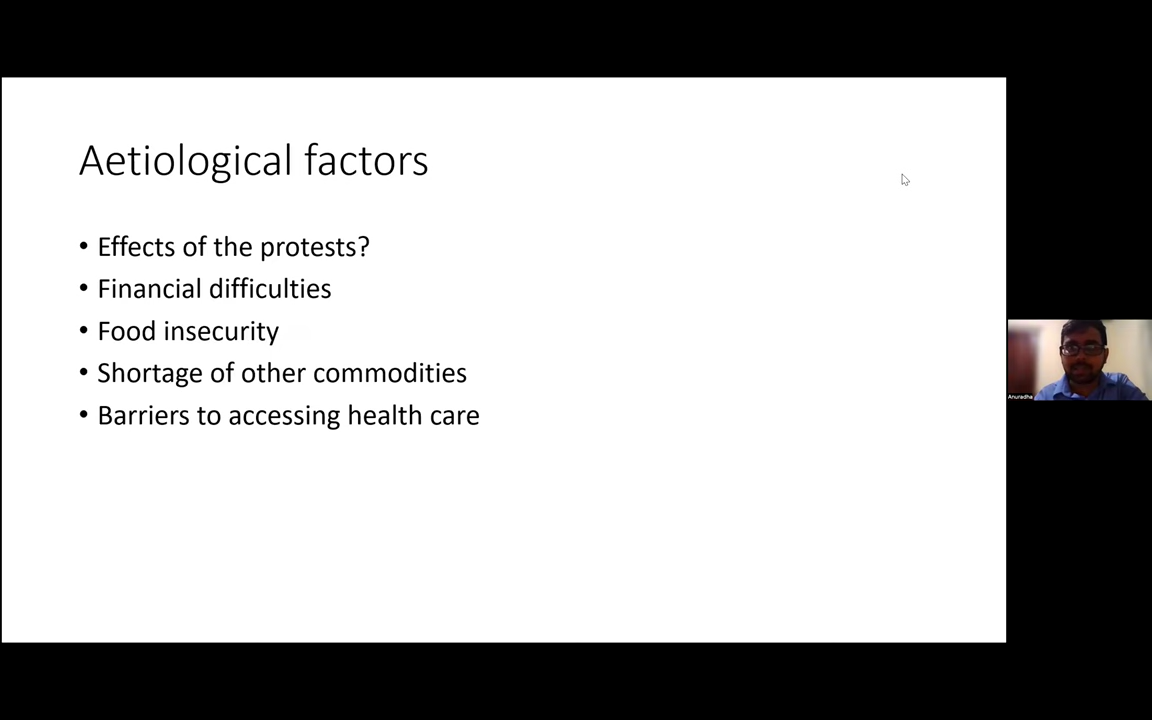 Aetiological factors
• Effects of the protests?
• Financial difficulties
• Food insecurity
• Shortage of other commodities
• Barriers to accessing health care
Anuradha